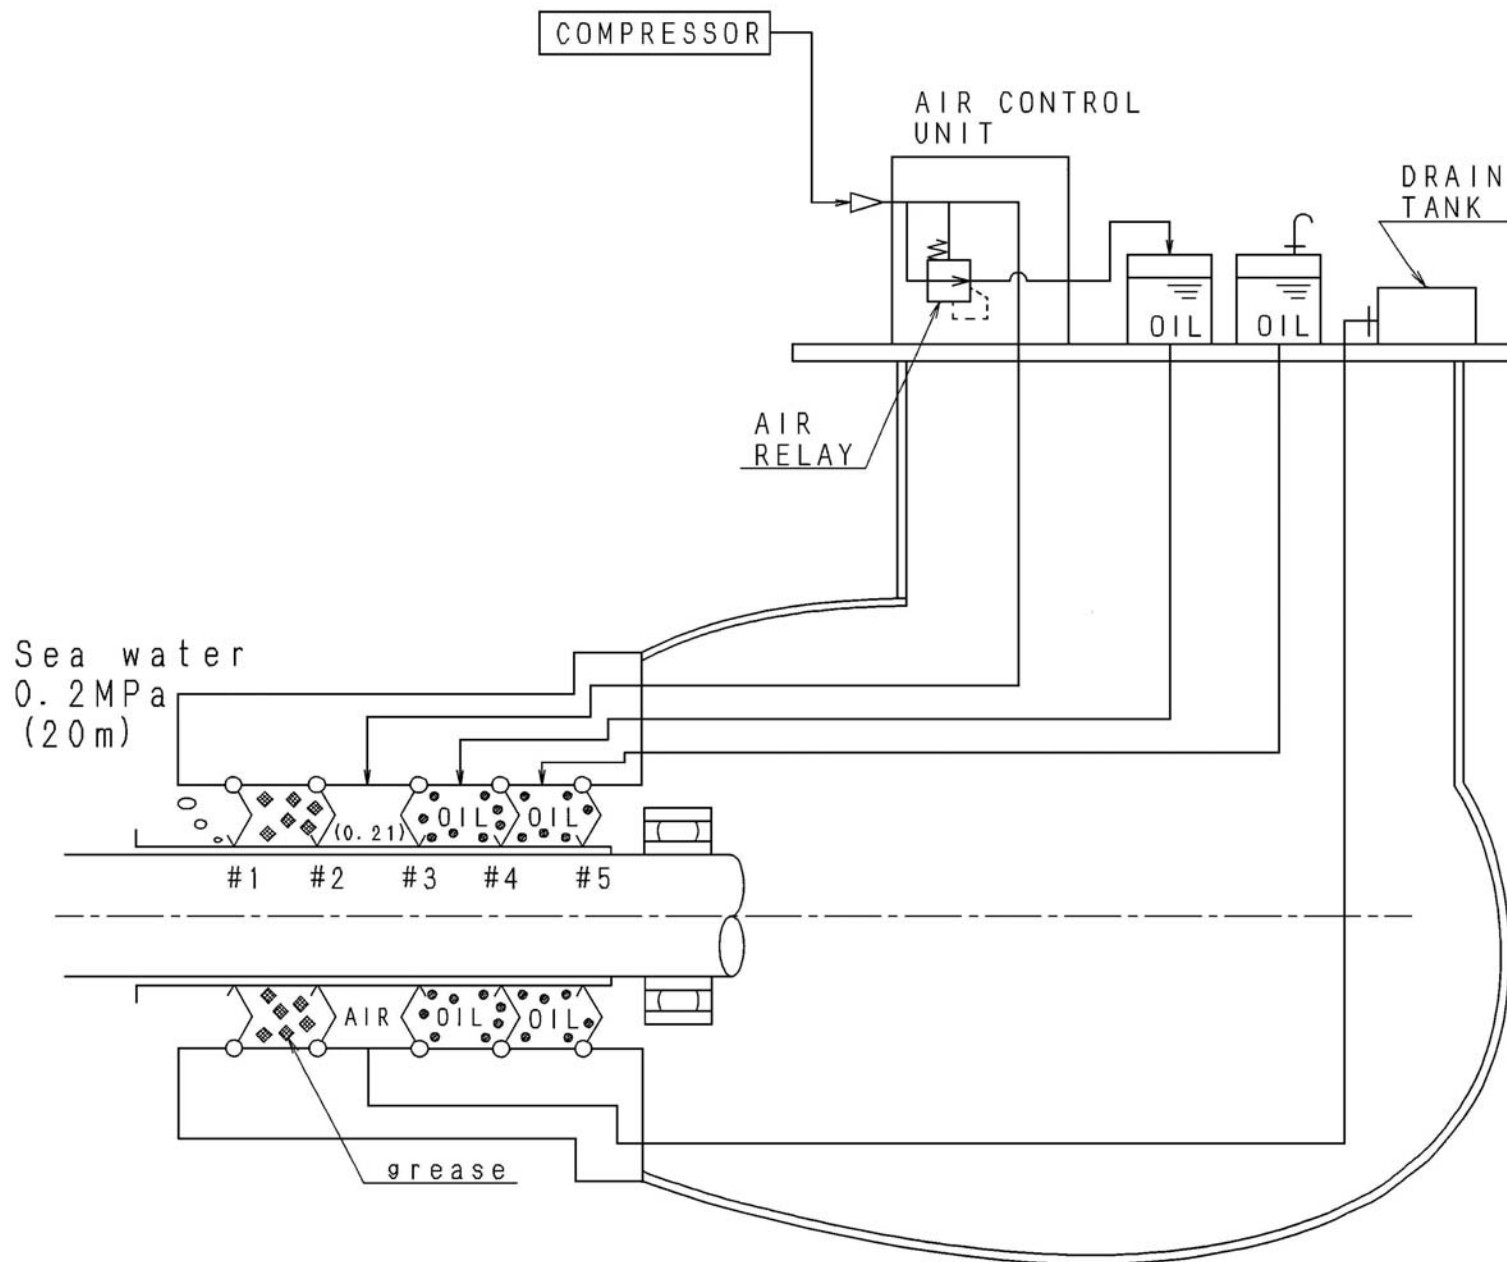 COMPRESSOR
AIR CONTROL
UNIT
DRAIN
TANK
OIL
OIL
AIR
RELAY
Sea water
0.2MPa
(20m)
OIL
OIL
(0.21)
#1
#2
#3
#4
#5
AIR
OIL
OIL
grease